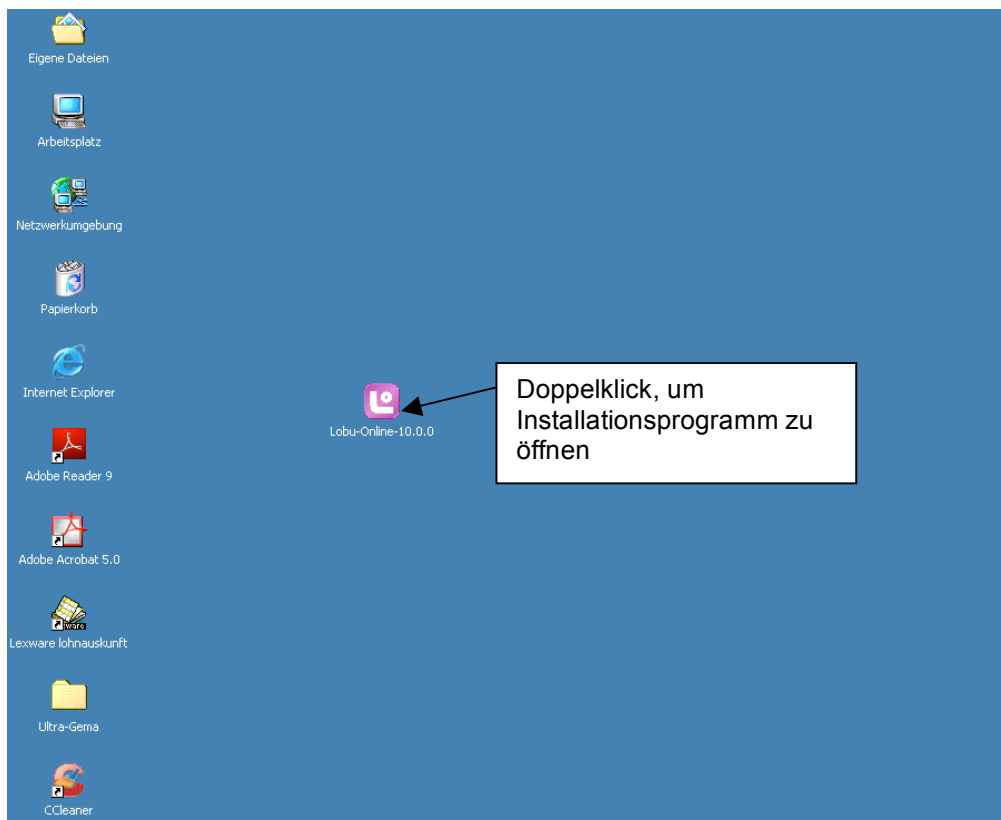 Eigene Dateien
Arbeitsplatz
Netzwerkumgebung
Papierkorb
Internet Explorer
Adobe Reader 9
Adobe Acrobat 5.0
Lexware lohnauskunft
Ultra-Gema
CCleaner
Lobu-Online-10.0.0
Doppelklick, um
Installationsprogramm zu
öffnen